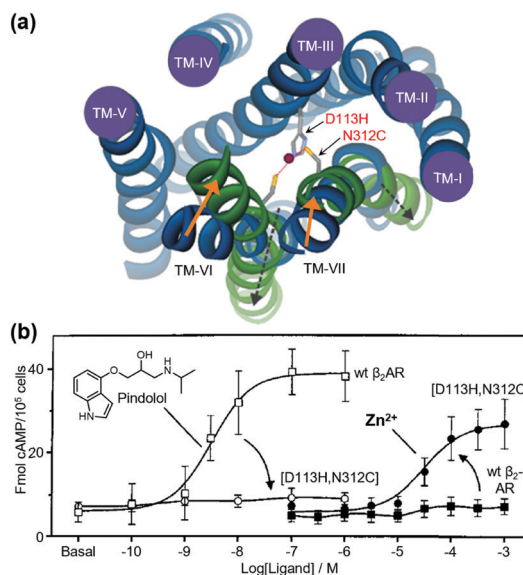 (a)
TM-III
TM-IV
TM-II
TM-V
D113H
N312C
TM-I
TM-VI
TM-VII
(b)
Fmol cAMP/10⁵ cells
40
20
0
OH
H
N
O
N
H
Pindolol
wt β₂AR
[D113H,N312C]
Zn²⁺
[D113H,N312C]
wt β₂-
AR
Basal -10 -9 -8 -7 -6 -5 -4 -3
Log[Ligand] / M